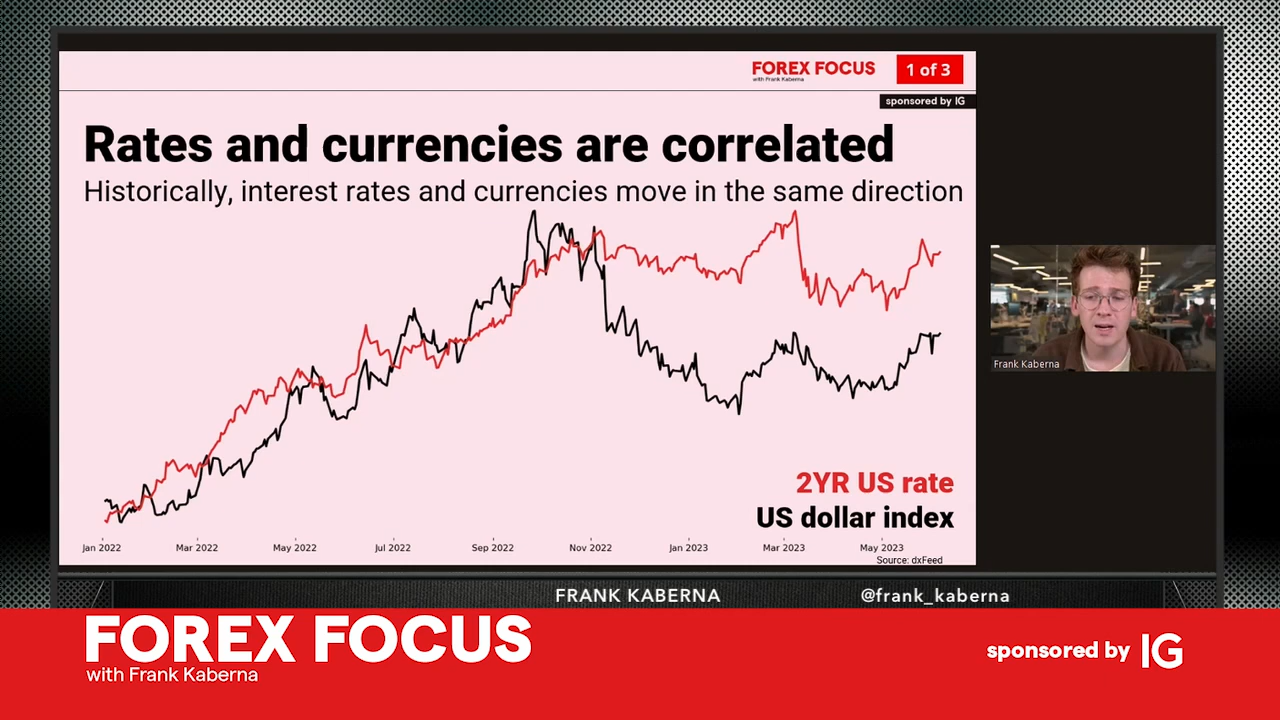 FOREX FOCUS
with Frank Kaberna
1 of 3
sponsored by IG
Rates and currencies are correlated
Historically, interest rates and currencies move in the same direction
2YR US rate
US dollar index
Jan 2022 Mar 2022 May 2022 Jul 2022 Sep 2022 Nov 2022 Jan 2023 Mar 2023 May 2023
Source: dxFeed
Frank Kaberna
FRANK KABERNA @frank_kaberna
FOREX FOCUS
with Frank Kaberna
sponsored by IG